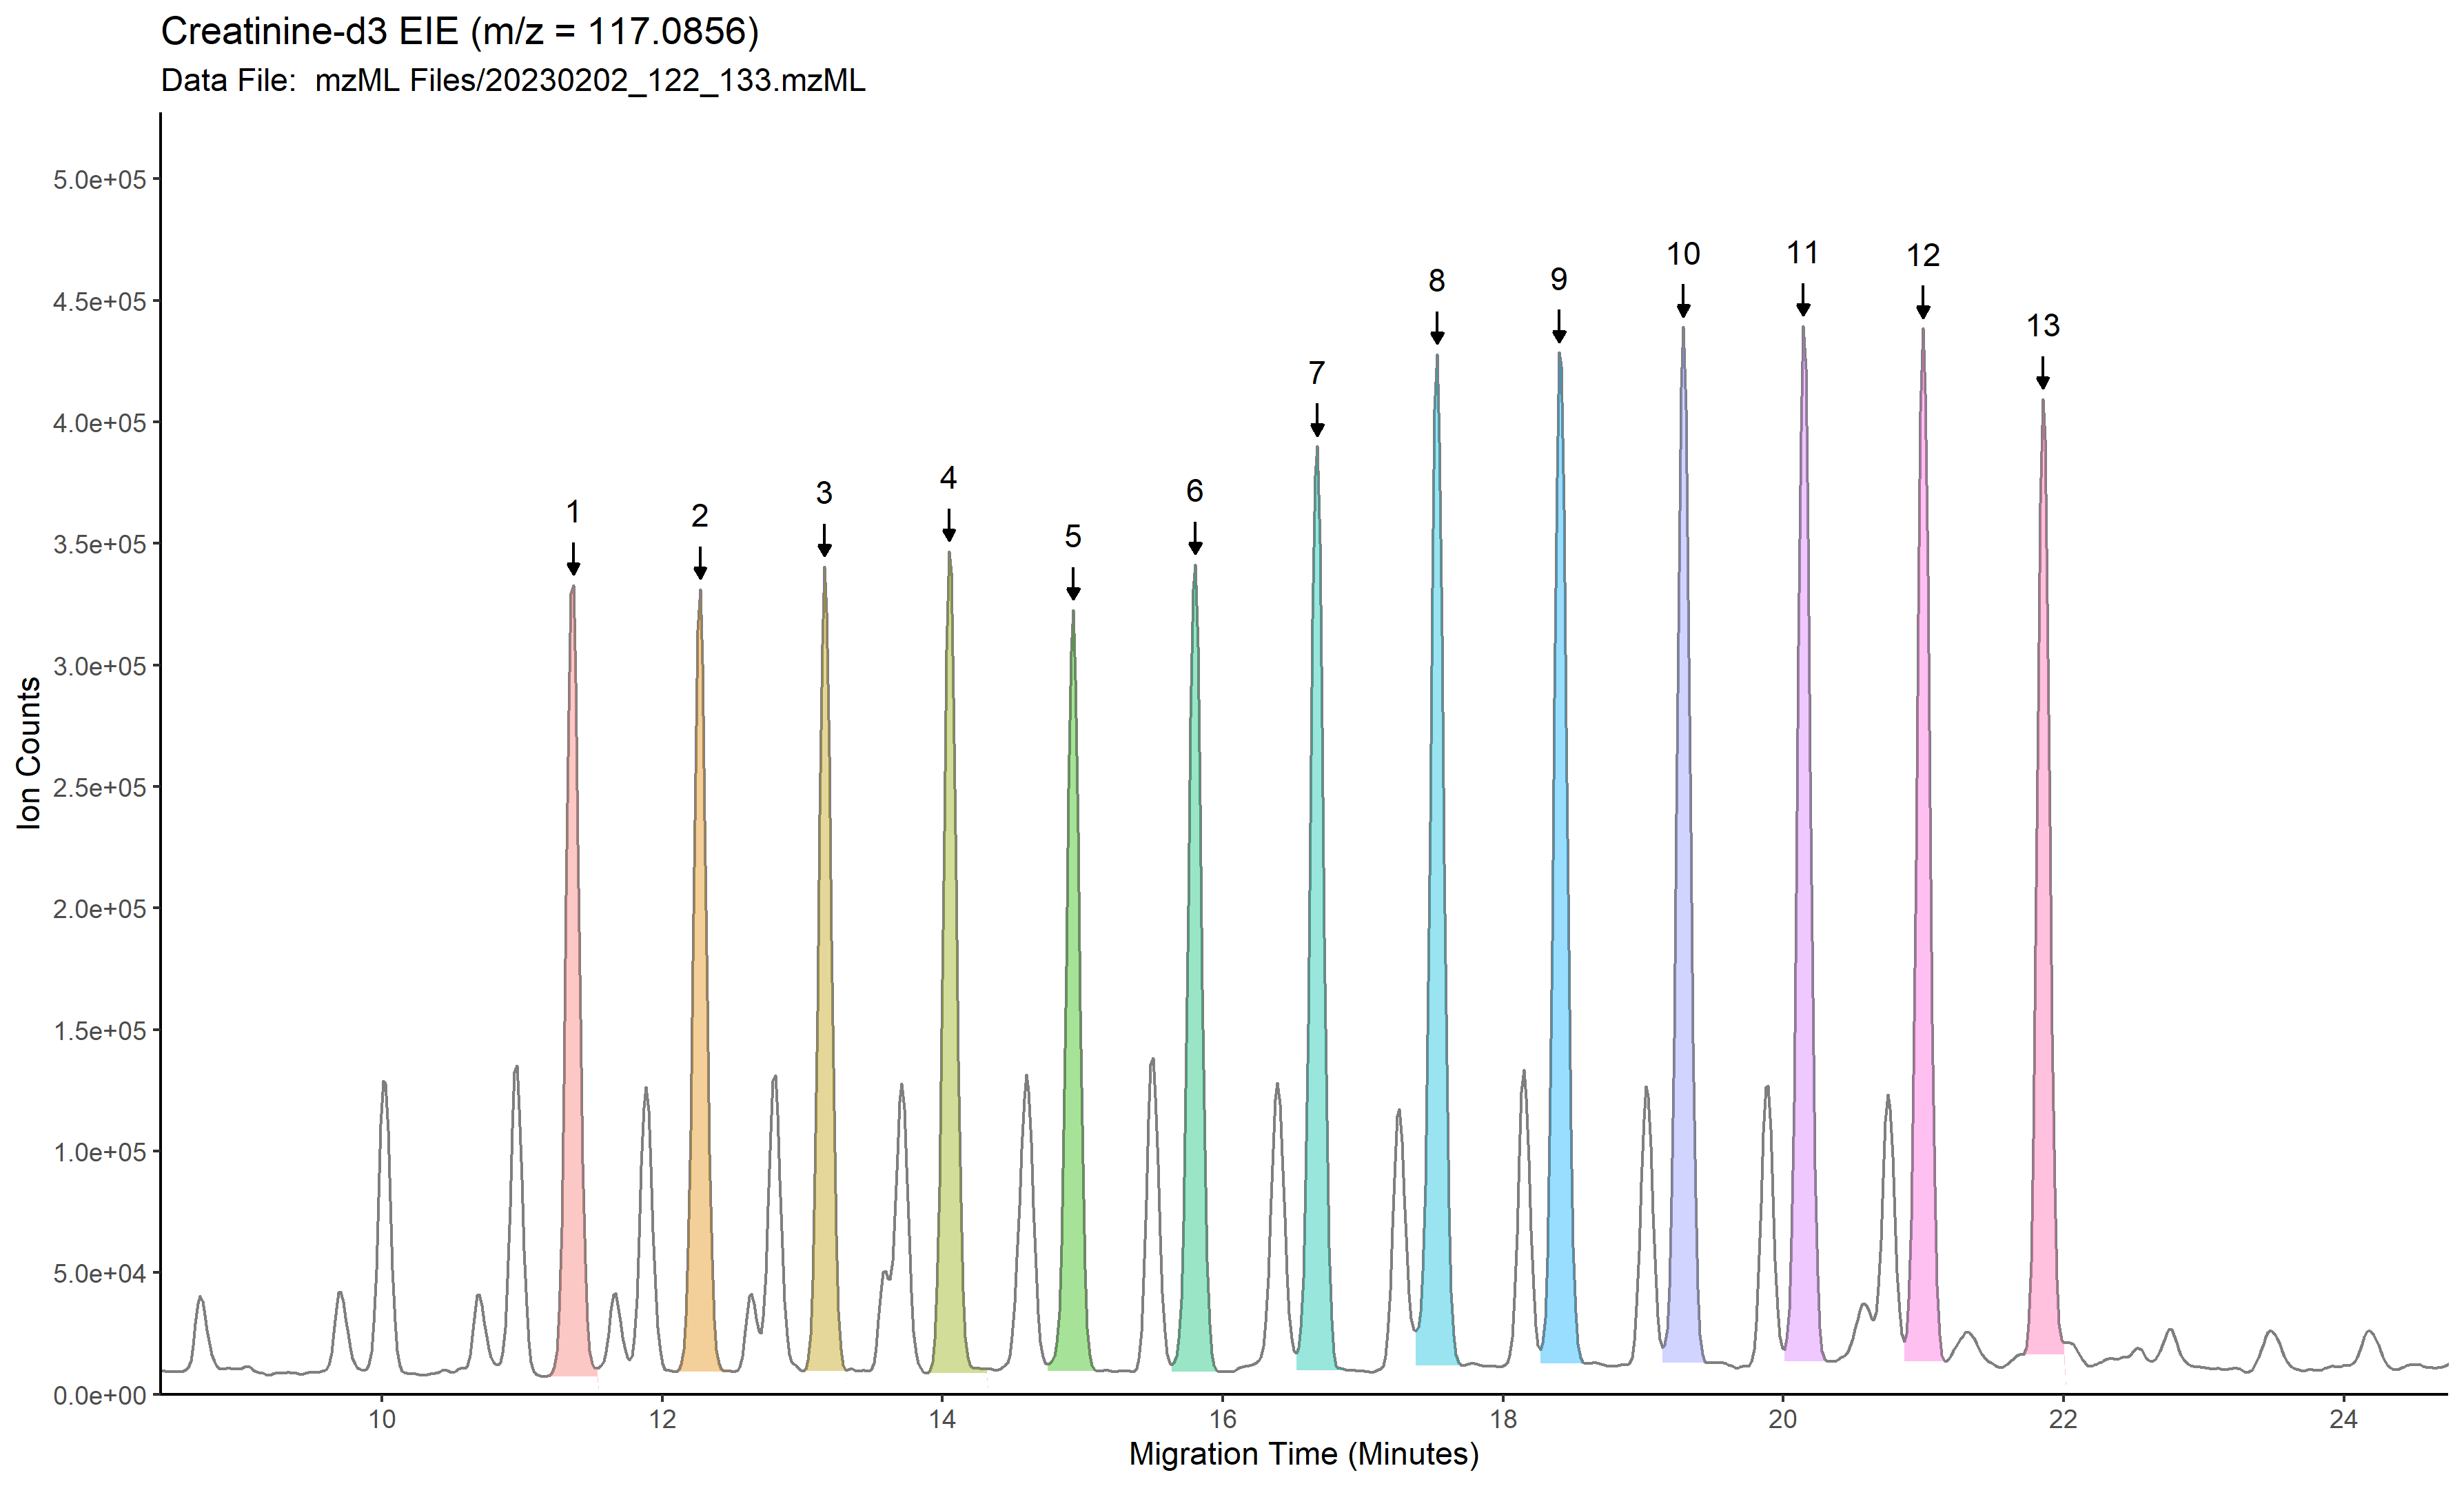 Creatinine-d3 EIE (m/z = 117.0856)
Data File:  mzML Files/20230202_122_133.mzML
5.0e+05
4.5e+05
4.0e+05
3.5e+05
3.0e+05
2.5e+05
2.0e+05
1.5e+05
1.0e+05
5.0e+04
0.0e+00
Ion Counts
1
2
3
4
5
6
7
8
9
10
11
12
13
10
12
14
16
18
20
22
24
Migration Time (Minutes)